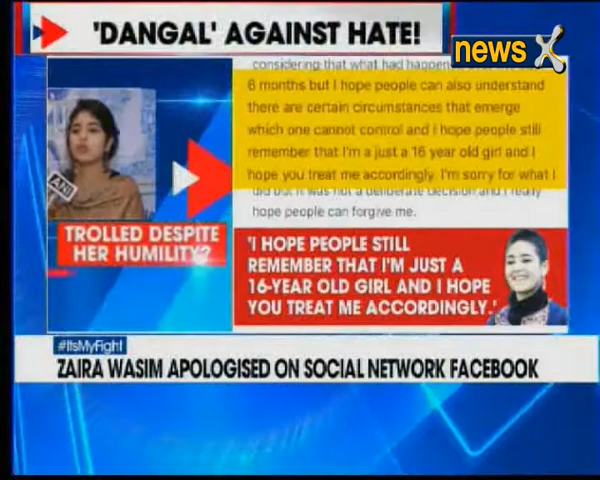 'DANGAL' AGAINST HATE!
news X
considering that what had happen
6 months but I hope people can also understand
there are certain circumstances that emerge
which one cannot control and I hope people still
remember that I'm a just a 16 year old girl and I
hope you treat me accordingly. I'm sorry for what I
did but it was not a deliberate decision and I really
hope people can forgive me.
ANI
TROLLED DESPITE
HER HUMILITY?
'I HOPE PEOPLE STILL
REMEMBER THAT I'M JUST A
16-YEAR OLD GIRL AND I HOPE
YOU TREAT ME ACCORDINGLY.'
#ItsMyFight
ZAIRA WASIM APOLOGISED ON SOCIAL NETWORK FACEBOOK